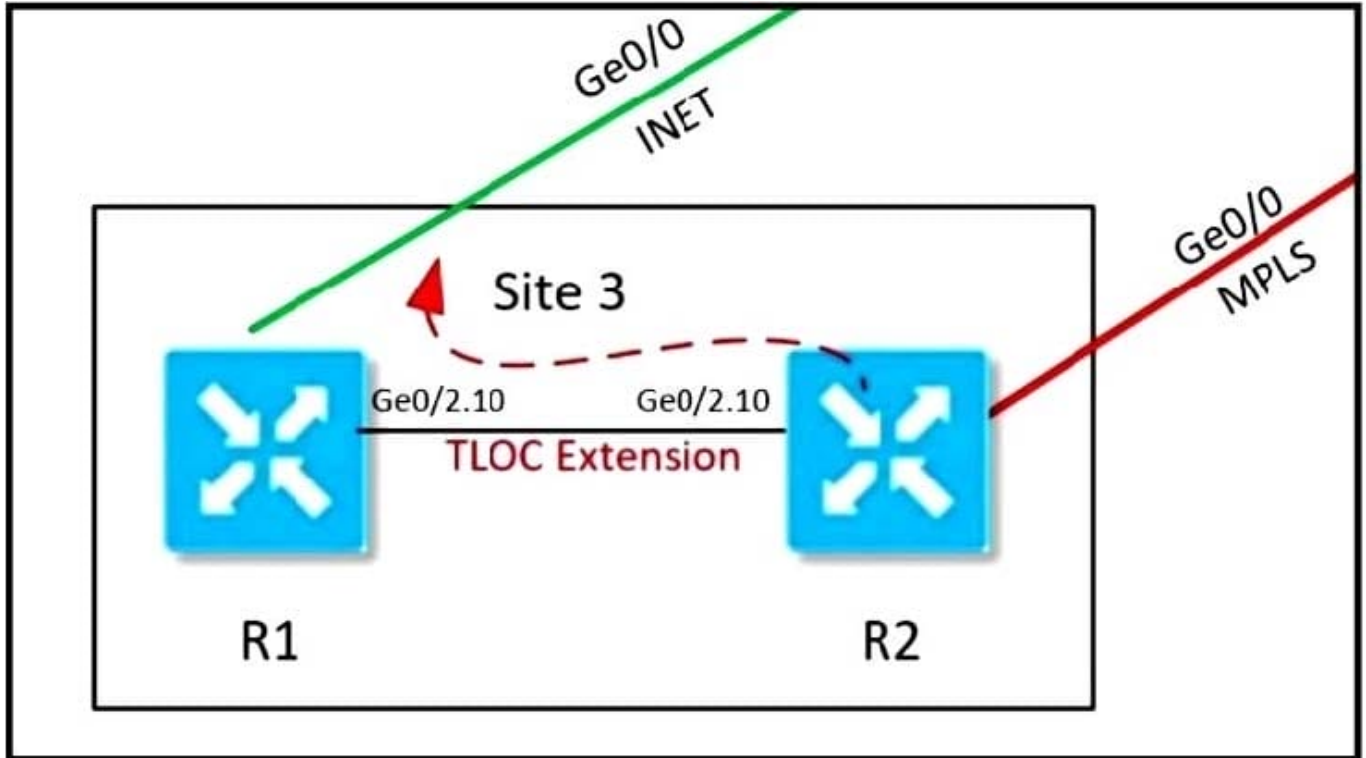 Ge0/0
INET
Ge0/0
MPLS
Site 3
Ge0/2.10
Ge0/2.10
TLOC Extension
R1
R2